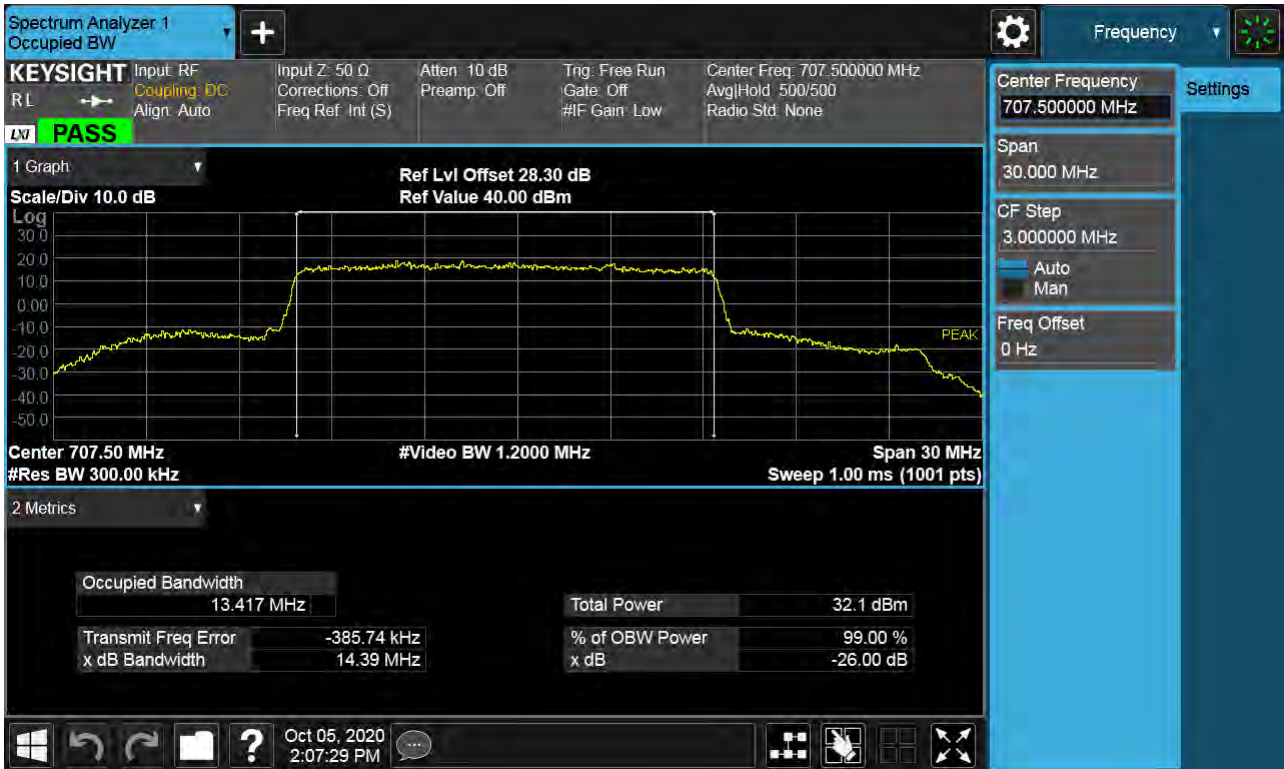 Spectrum Analyzer 1
Occupied BW
Frequency
KEYSIGHT
RL
LXI
PASS
Input: RF
Coupling: DC
Align: Auto
Input Z: 50 Ω
Corrections: Off
Freq Ref: Int (S)
Atten: 10 dB
Preamp: Off
Trig: Free Run
Gate: Off
#IF Gain: Low
Center Freq: 707.500000 MHz
Avg|Hold: 500/500
Radio Std: None
1 Graph
Scale/Div 10.0 dB
Ref Lvl Offset 28.30 dB
Ref Value 40.00 dBm
Log
30.0
20.0
10.0
0.00
-10.0
-20.0
-30.0
-40.0
-50.0
PEAK
Center 707.50 MHz
#Video BW 1.2000 MHz
Span 30 MHz
#Res BW 300.00 kHz
Sweep 1.00 ms (1001 pts)
2 Metrics
Occupied Bandwidth
13.417 MHz
Transmit Freq Error -385.74 kHz
x dB Bandwidth 14.39 MHz
Total Power 32.1 dBm
% of OBW Power 99.00 %
x dB -26.00 dB
Oct 05, 2020
2:07:29 PM
Center Frequency
707.500000 MHz
Settings
Span
30.000 MHz
CF Step
3.000000 MHz
Auto
Man
Freq Offset
0 Hz